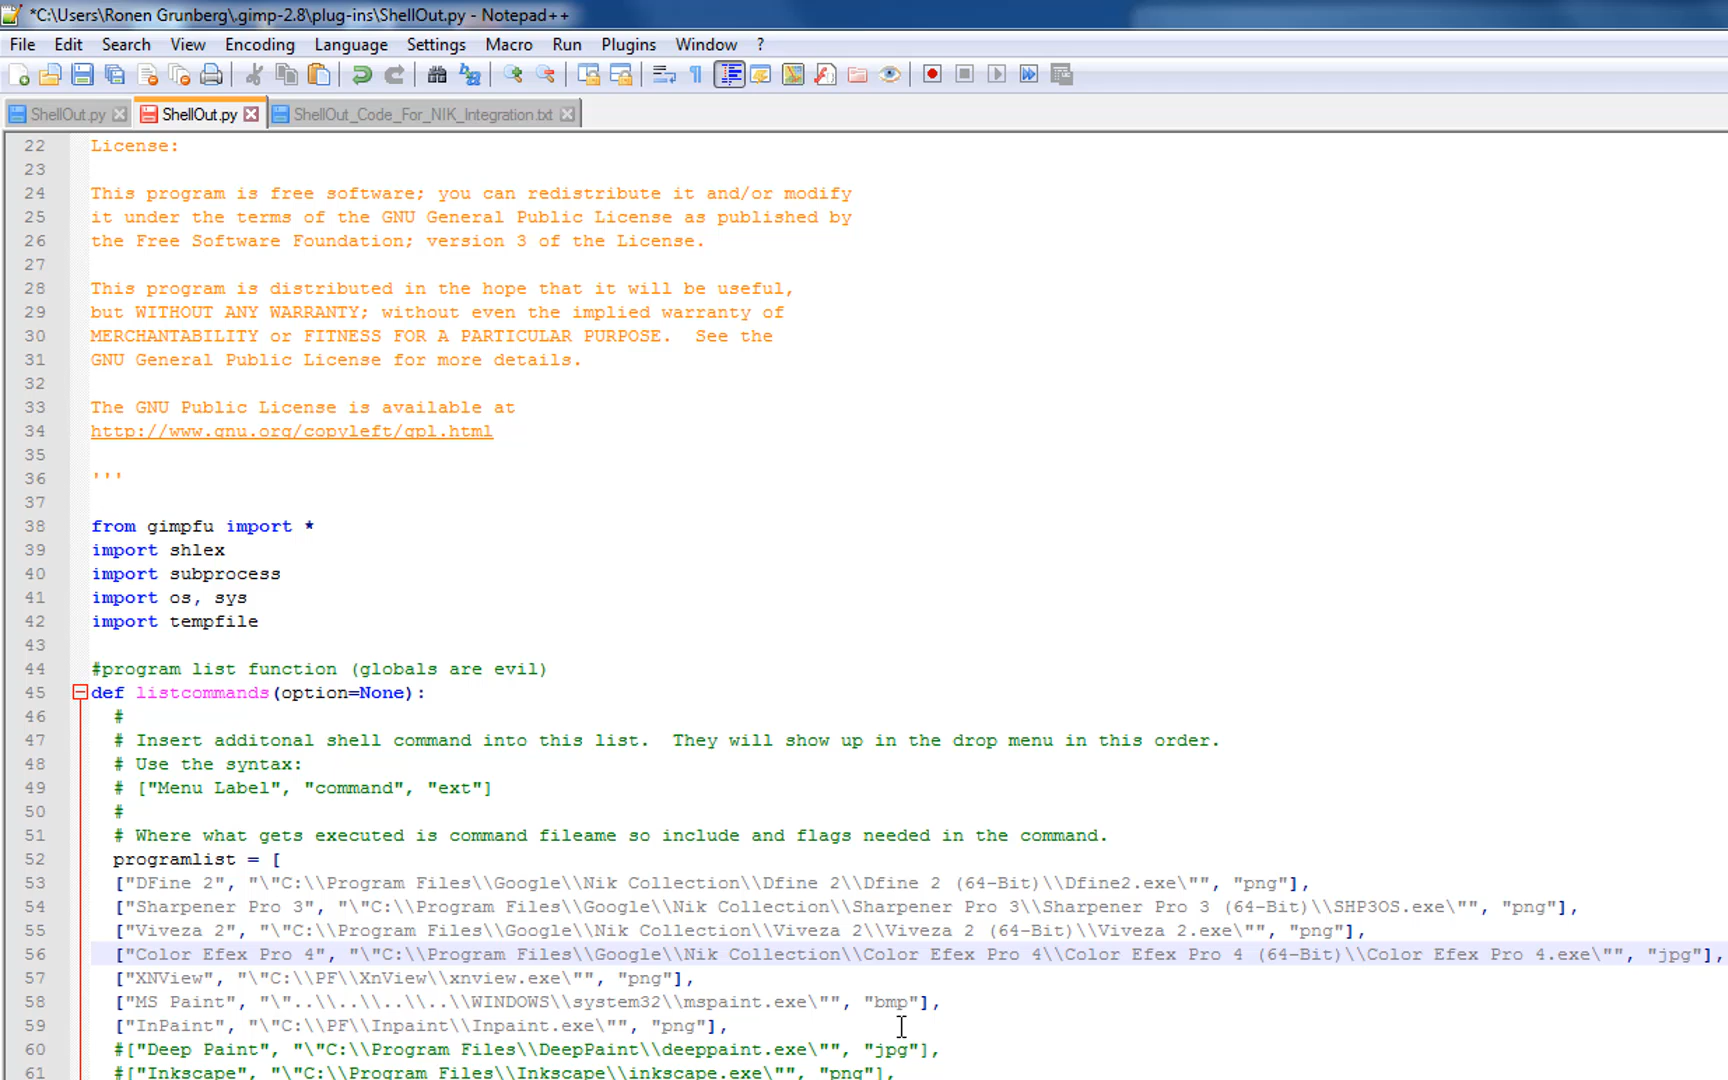 *C:\Users\Ronen Grunberg\.gimp-2.8\plug-ins\ShellOut.py - Notepad++
File Edit Search View Encoding Language Settings Macro Run Plugins Window ?
ShellOut.py ShellOut.py ShellOut_Code_For_NIK_Integration.txt
22 License:
23
24 This program is free software; you can redistribute it and/or modify
25 it under the terms of the GNU General Public License as published by
26 the Free Software Foundation; version 3 of the License.
27
28 This program is distributed in the hope that it will be useful,
29 but WITHOUT ANY WARRANTY; without even the implied warranty of
30 MERCHANTABILITY or FITNESS FOR A PARTICULAR PURPOSE.  See the
31 GNU General Public License for more details.
32
33 The GNU Public License is available at
34 http://www.gnu.org/copyleft/gpl.html
35
36 '''
37
38 from gimpfu import *
39 import shlex
40 import subprocess
41 import os, sys
42 import tempfile
43
44 #program list function (globals are evil)
45 def listcommands(option=None):
46   #
47   # Insert additonal shell command into this list.  They will show up in the drop menu in this order.
48   # Use the syntax:
49   # ["Menu Label", "command", "ext"]
50   #
51   # Where what gets executed is command fileame so include and flags needed in the command.
52   programlist = [
53   ["DFine 2", "\"C:\\Program Files\\Google\\Nik Collection\\Dfine 2\\Dfine 2 (64-Bit)\\Dfine2.exe\"", "png"],
54   ["Sharpener Pro 3", "\"C:\\Program Files\\Google\\Nik Collection\\Sharpener Pro 3\\Sharpener Pro 3 (64-Bit)\\SHP3OS.exe\"", "png"],
55   ["Viveza 2", "\"C:\\Program Files\\Google\\Nik Collection\\Viveza 2\\Viveza 2 (64-Bit)\\Viveza 2.exe\"", "png"],
56   ["Color Efex Pro 4", "\"C:\\Program Files\\Google\\Nik Collection\\Color Efex Pro 4\\Color Efex Pro 4 (64-Bit)\\Color Efex Pro 4.exe\"", "jpg"],
57   ["XNView", "\"C:\\PF\\XnView\\xnview.exe\"", "png"],
58   ["MS Paint", "\"..\\..\\..\\..\\WINDOWS\\system32\\mspaint.exe\"", "bmp"],
59   ["InPaint", "\"C:\\PF\\Inpaint\\Inpaint.exe\"", "png"],
60   #["Deep Paint", "\"C:\\Program Files\\DeepPaint\\deeppaint.exe\"", "jpg"],
61   #["Inkscape", "\"C:\\Program Files\\Inkscape\\inkscape.exe\"", "png"],